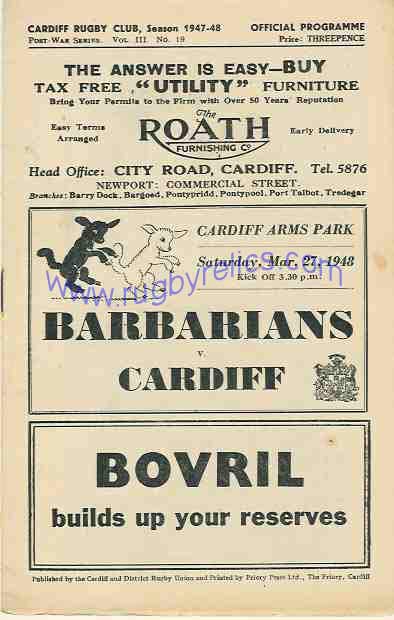 CARDIFF RUGBY CLUB, Season 1947-48 OFFICIAL PROGRAMME
Post-War Series. Vol. III. No. 19 Price: THREEPENCE
THE ANSWER IS EASY—BUY
TAX FREE "UTILITY" FURNITURE
Bring Your Permits to the Firm with Over 50 Years' Reputation
The
Easy Terms Arranged
ROATH
FURNISHING Co
Early Delivery
Head Office: CITY ROAD, CARDIFF. Tel. 5876
NEWPORT: COMMERCIAL STREET.
Branches: Barry Dock, Bargoed, Pontypridd, Pontypool, Port Talbot, Tredegar
CARDIFF ARMS PARK
Saturday, Mar. 27, 1948
Kick Off 3.30 p.m.
www.rugbyrelics.com
BARBARIANS
v.
CARDIFF
BOVRIL
builds up your reserves
Published by the Cardiff and District Rugby Union and Printed by Priory Press Ltd., The Priory, Cardiff